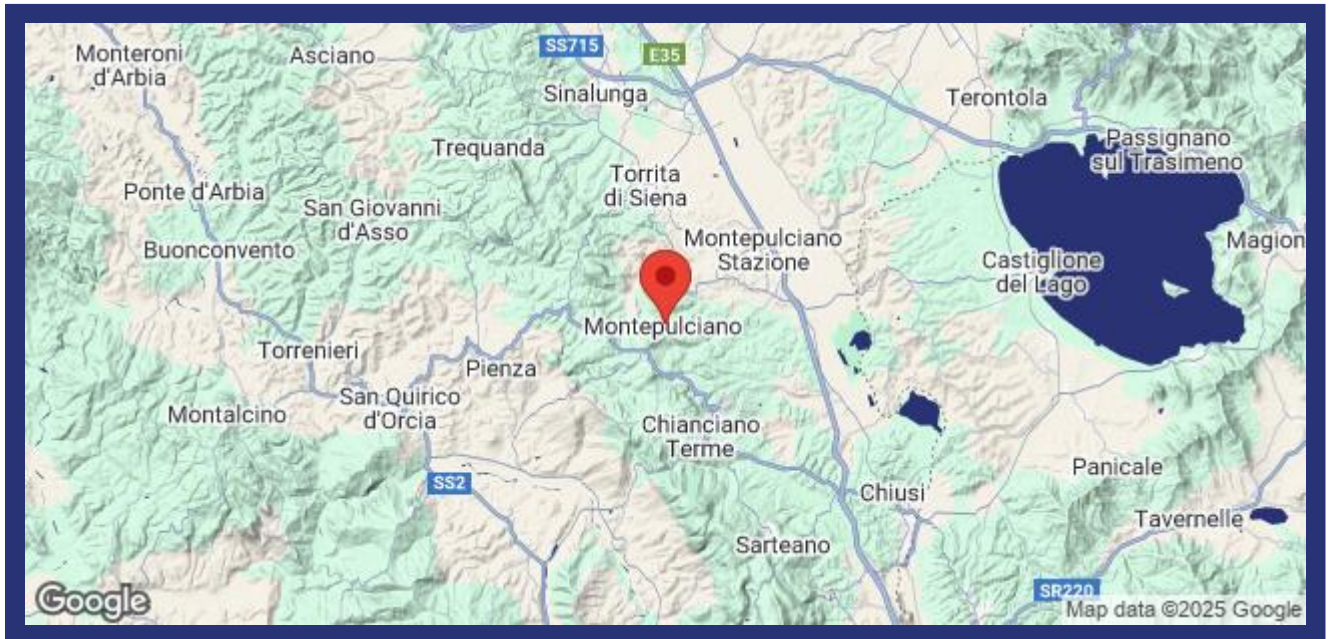 Monteroni
d'Arbia
Asciano
SS715
E35
Sinalunga
Terontola
Passignano
sul Trasimeno
Trequanda
Torrita
di Siena
Ponte d'Arbia
San Giovanni
d'Asso
Buonconvento
Montepulciano
Stazione
Magion
Castiglione
del Lago
Montepulciano
Torrenieri
Pienza
San Quirico
d'Orcia
Montalcino
Chianciano
Terme
Panicale
SS2
Chiusi
Tavernelle
Sarteano
SR220
Google
Map data ©2025 Google